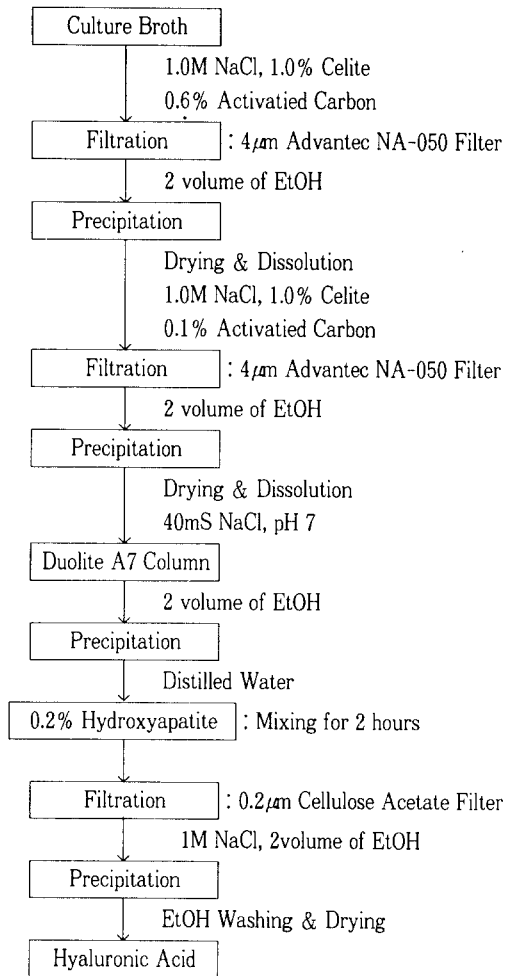 Culture Broth
1.0M NaCl, 1.0% Celite
0.6% Activatied Carbon
Filtration : 4μm Advantec NA-050 Filter
2 volume of EtOH
Precipitation
Drying & Dissolution
1.0M NaCl, 1.0% Celite
0.1% Activatied Carbon
Filtration : 4μm Advantec NA-050 Filter
2 volume of EtOH
Precipitation
Drying & Dissolution
40mS NaCl, pH 7
Duolite A7 Column
2 volume of EtOH
Precipitation
Distilled Water
0.2% Hydroxyapatite : Mixing for 2 hours
Filtration : 0.2μm Cellulose Acetate Filter
1M NaCl, 2volume of EtOH
Precipitation
EtOH Washing & Drying
Hyaluronic Acid